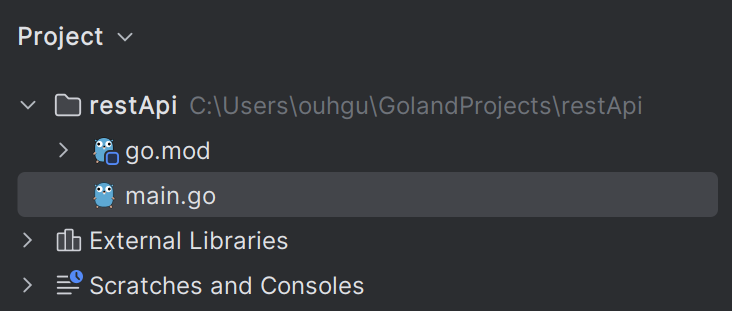 Project
restApi C:\Users\ouhgu\GolandProjects\restApi
go.mod
main.go
External Libraries
Scratches and Consoles